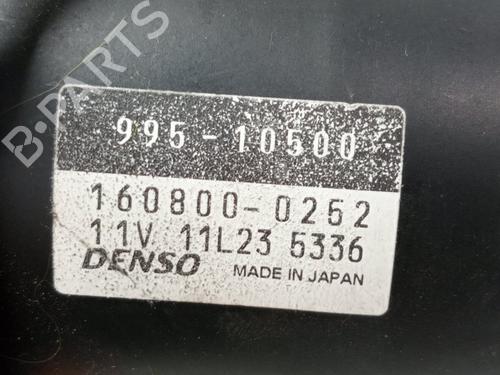 B-PARTS
995-10500
160800-0252
11V 11L23 5336
DENSO MADE IN JAPAN